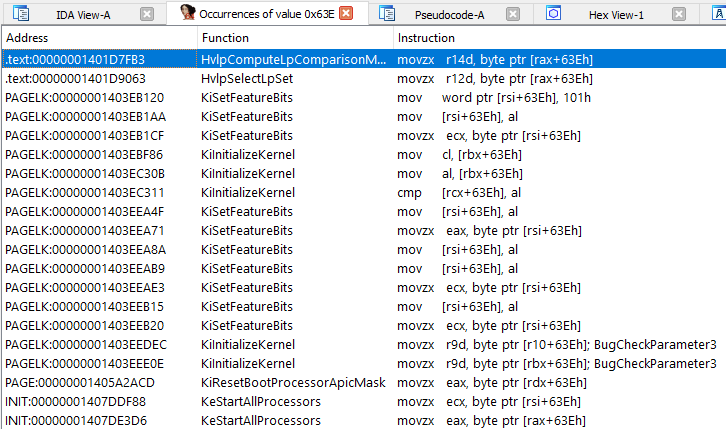 IDA View-A Occurrences of value 0x63E Pseudocode-A Hex View-1 A
Address Function Instruction
.text:00000001401D7FB3 HvlpComputeLpComparisonM... movzx r14d, byte ptr [rax+63Eh]
.text:00000001401D9063 HvlpSelectLpSet movzx r12d, byte ptr [rax+63Eh]
PAGELK:00000001403EB120 KiSetFeatureBits mov word ptr [rsi+63Eh], 101h
PAGELK:00000001403EB1AA KiSetFeatureBits mov [rsi+63Eh], al
PAGELK:00000001403EB1CF KiSetFeatureBits movzx ecx, byte ptr [rsi+63Eh]
PAGELK:00000001403EBF86 KiInitializeKernel mov cl, [rbx+63Eh]
PAGELK:00000001403EC30B KiInitializeKernel mov al, [rbx+63Eh]
PAGELK:00000001403EC311 KiInitializeKernel cmp [rcx+63Eh], al
PAGELK:00000001403EEA4F KiSetFeatureBits mov [rsi+63Eh], al
PAGELK:00000001403EEA71 KiSetFeatureBits movzx eax, byte ptr [rsi+63Eh]
PAGELK:00000001403EEA8A KiSetFeatureBits mov [rsi+63Eh], al
PAGELK:00000001403EEAB9 KiSetFeatureBits mov [rsi+63Eh], al
PAGELK:00000001403EEAE3 KiSetFeatureBits movzx ecx, byte ptr [rsi+63Eh]
PAGELK:00000001403EEB15 KiSetFeatureBits mov [rsi+63Eh], al
PAGELK:00000001403EEB20 KiSetFeatureBits movzx ecx, byte ptr [rsi+63Eh]
PAGELK:00000001403EEDEC KiInitializeKernel movzx r9d, byte ptr [r10+63Eh]; BugCheckParameter3
PAGELK:00000001403EEE0E KiInitializeKernel movzx r9d, byte ptr [rbx+63Eh]; BugCheckParameter3
PAGE:00000001405A2ACD KiResetBootProcessorApicMask movzx eax, byte ptr [rdx+63Eh]
INIT:00000001407DDF88 KeStartAllProcessors movzx ecx, byte ptr [rsi+63Eh]
INIT:00000001407DE3D6 KeStartAllProcessors movzx eax, byte ptr [rax+63Eh]